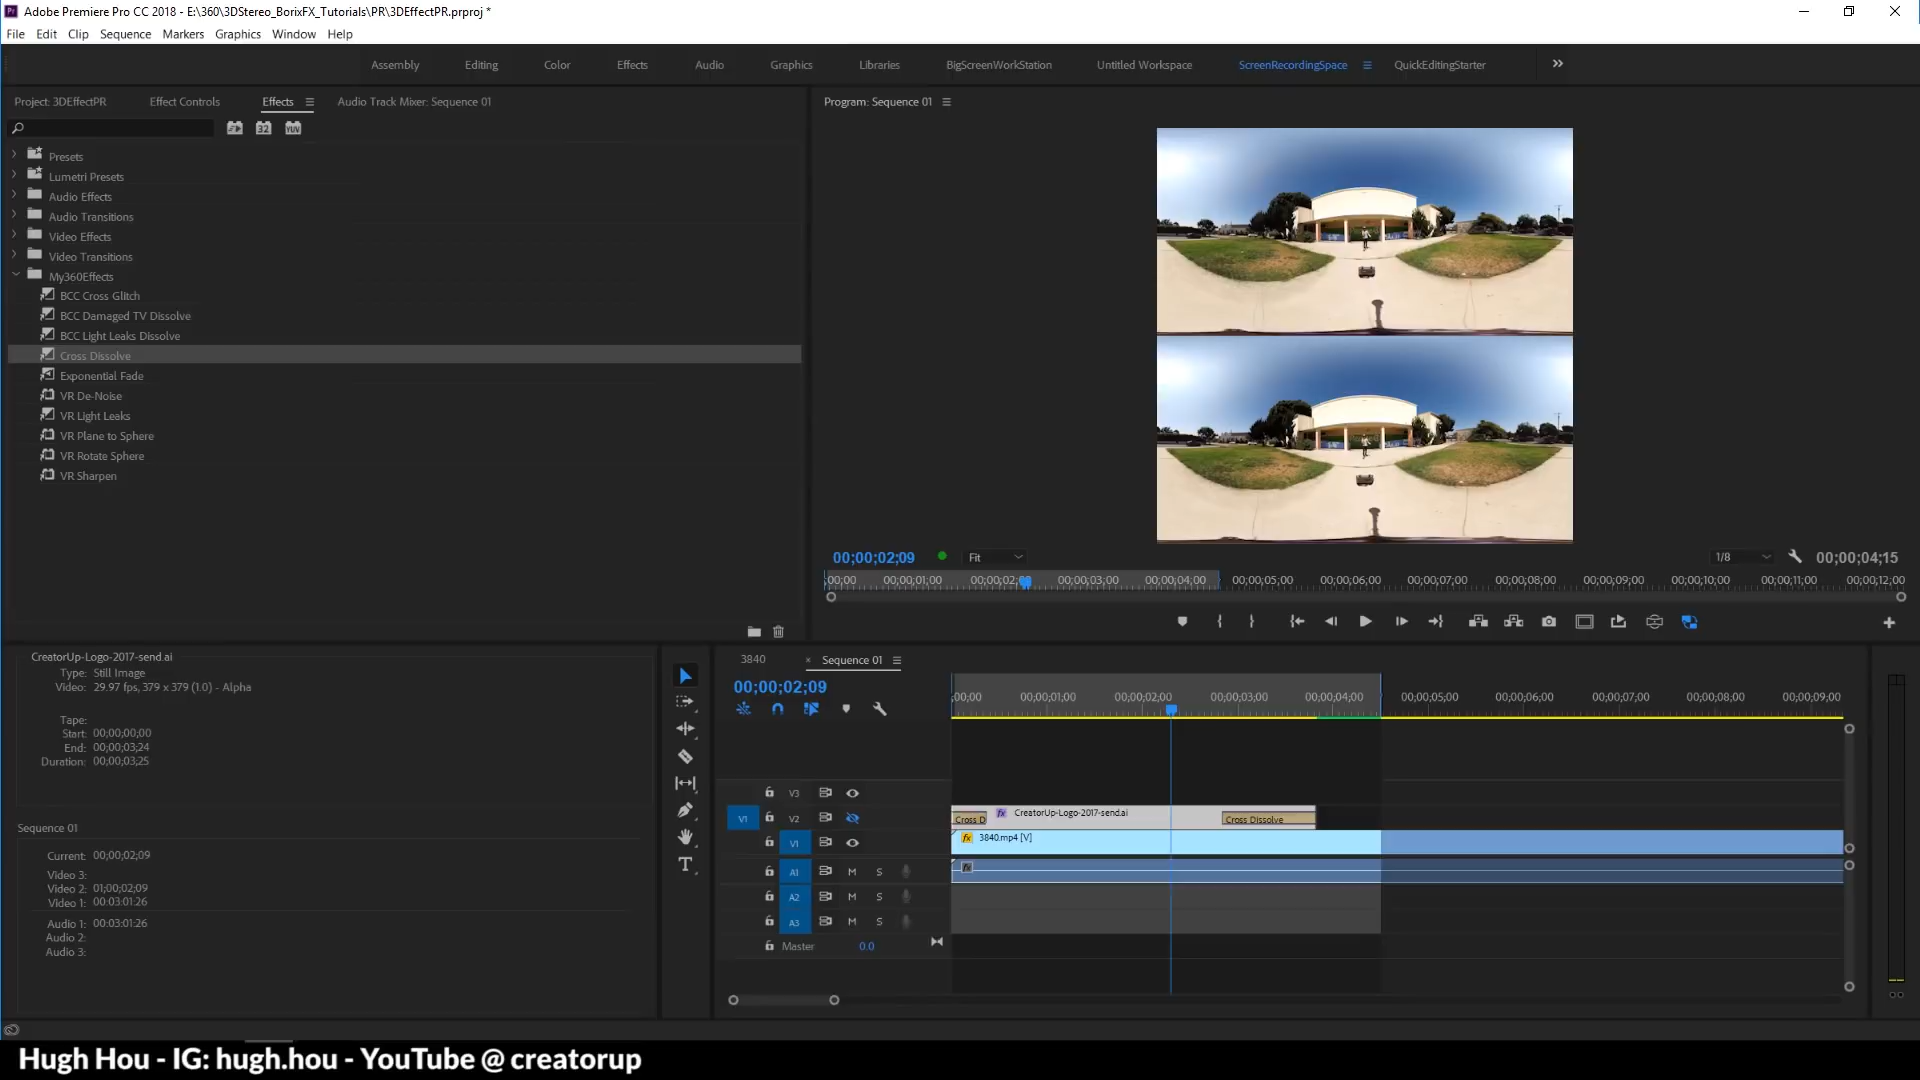 Adobe Premiere Pro CC 2018 - E:\360\3DStereo_BorixFX_Tutorials\PR\3DEffectPR.prproj *
File Edit Clip Sequence Markers Graphics Window Help
Assembly Editing Color Effects Audio Graphics Libraries BigScreenWorkStation Untitled Workspace ScreenRecordingSpace QuickEditingStarter
Project: 3DEffectPR Effect Controls Effects Audio Track Mixer: Sequence 01
32 YUV
Presets
Lumetri Presets
Audio Effects
Audio Transitions
Video Effects
Video Transitions
My360Effects
BCC Cross Glitch
BCC Damaged TV Dissolve
BCC Light Leaks Dissolve
Cross Dissolve
Exponential Fade
VR De-Noise
VR Light Leaks
VR Plane to Sphere
VR Rotate Sphere
VR Sharpen
Program: Sequence 01
00;00;02;09 Fit 1/8 00;00;04;15
00;00 00;00;01;00 00;00;02;00 00;00;03;00 00;00;04;00 00;00;05;00 00;00;06;00 00;00;07;00 00;00;08;00 00;00;09;00 00;00;10;00 00;00;11;00 00;00;12;00
CreatorUp-Logo-2017-send.ai
Type: Still Image
Video: 29.97 fps, 379 x 379 (1.0) - Alpha
Tape:
Start: 00;00;00;00
End: 00;00;03;24
Duration: 00;00;03;25
Sequence 01
Current: 00;00;02;09
Video 3:
Video 2: 01;00;02;09
Video 1: 00:03:01:26
Audio 1: 00:03:01:26
Audio 2:
Audio 3:
3840 × Sequence 01
00;00;02;09
;00;00 00;00;01;00 00;00;02;00 00;00;03;00 00;00;04;00 00;00;05;00 00;00;06;00 00;00;07;00 00;00;08;00 00;00;09;00
V3
V1 V2 Cross D fx CreatorUp-Logo-2017-send.ai Cross Dissolve
V1 fx 3840.mp4 [V]
A1 M S fx
A2 M S
A3 M S
Master 0.0
Hugh Hou - IG: hugh.hou - YouTube @ creatorup